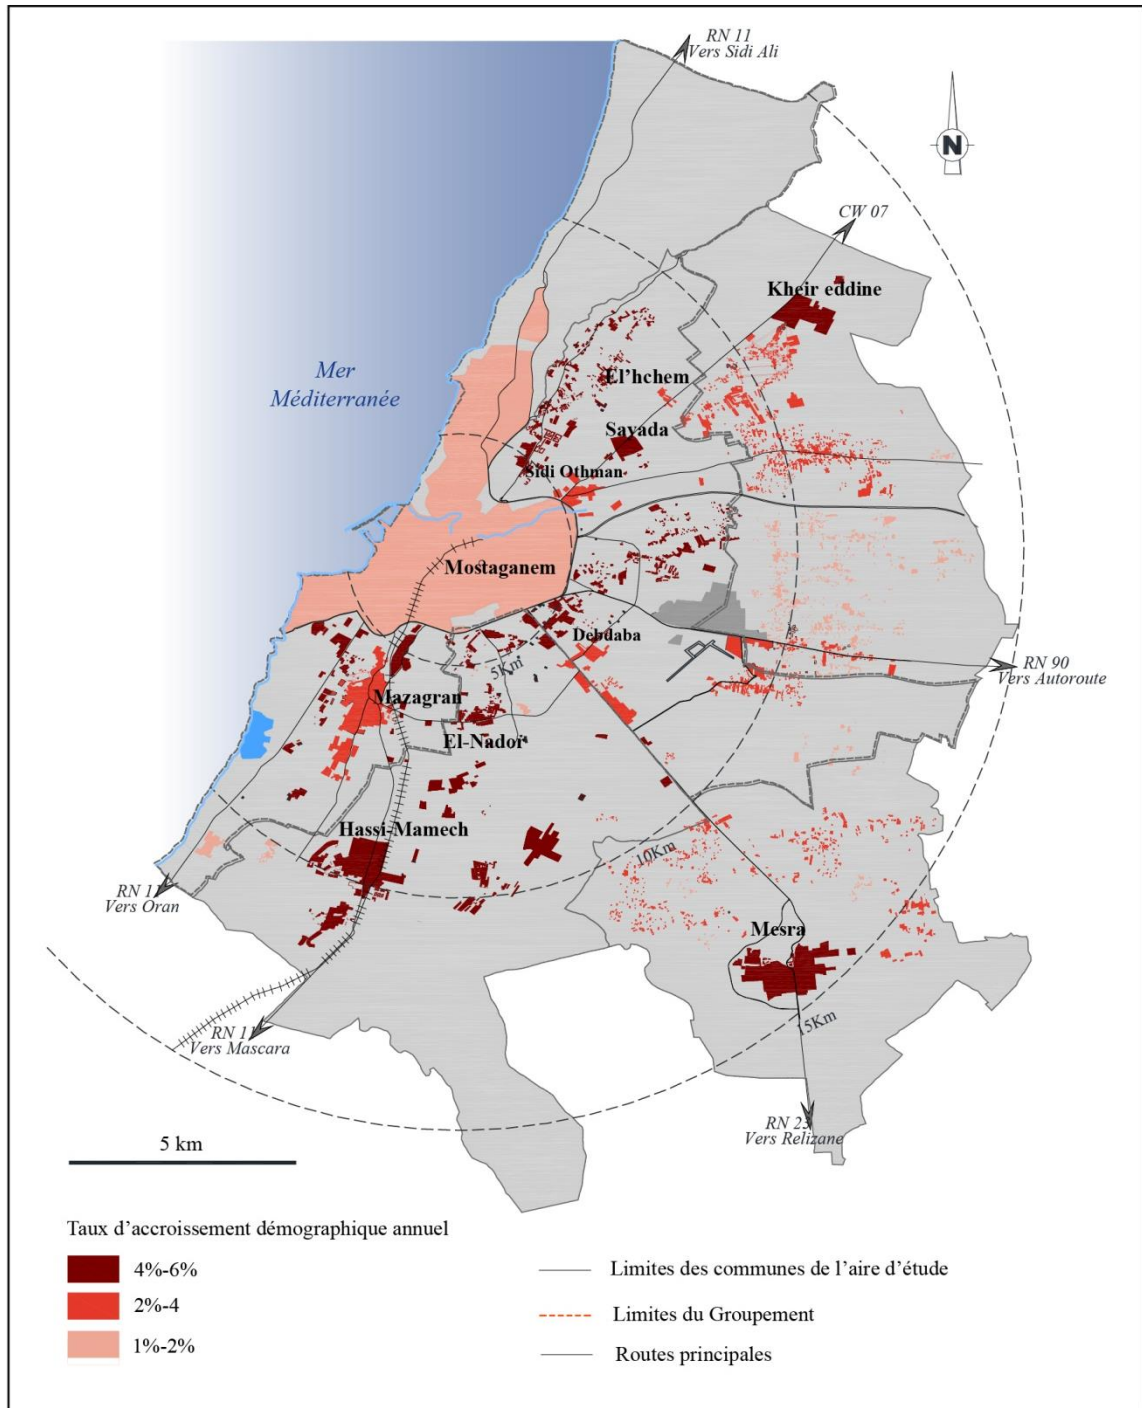 RN 11
Vers Sidi Ali
N
CW 07
Kheir eddine
Mer
Méditerranée
El'hchem
Sayada
Sidi Othman
Mostaganem
Debdaba
5Km
RN 90
Vers Autoroute
Mazagran
El-Nadoï
Hassi-Mamech
10Km
RN 11
Vers Oran
Mesra
15Km
RN 11
Vers Mascara
RN 23
Vers Relizane
5 km
Taux d'accroissement démographique annuel
4%-6%
2%-4
1%-2%
Limites des communes de l'aire d'étude
Limites du Groupement
Routes principales